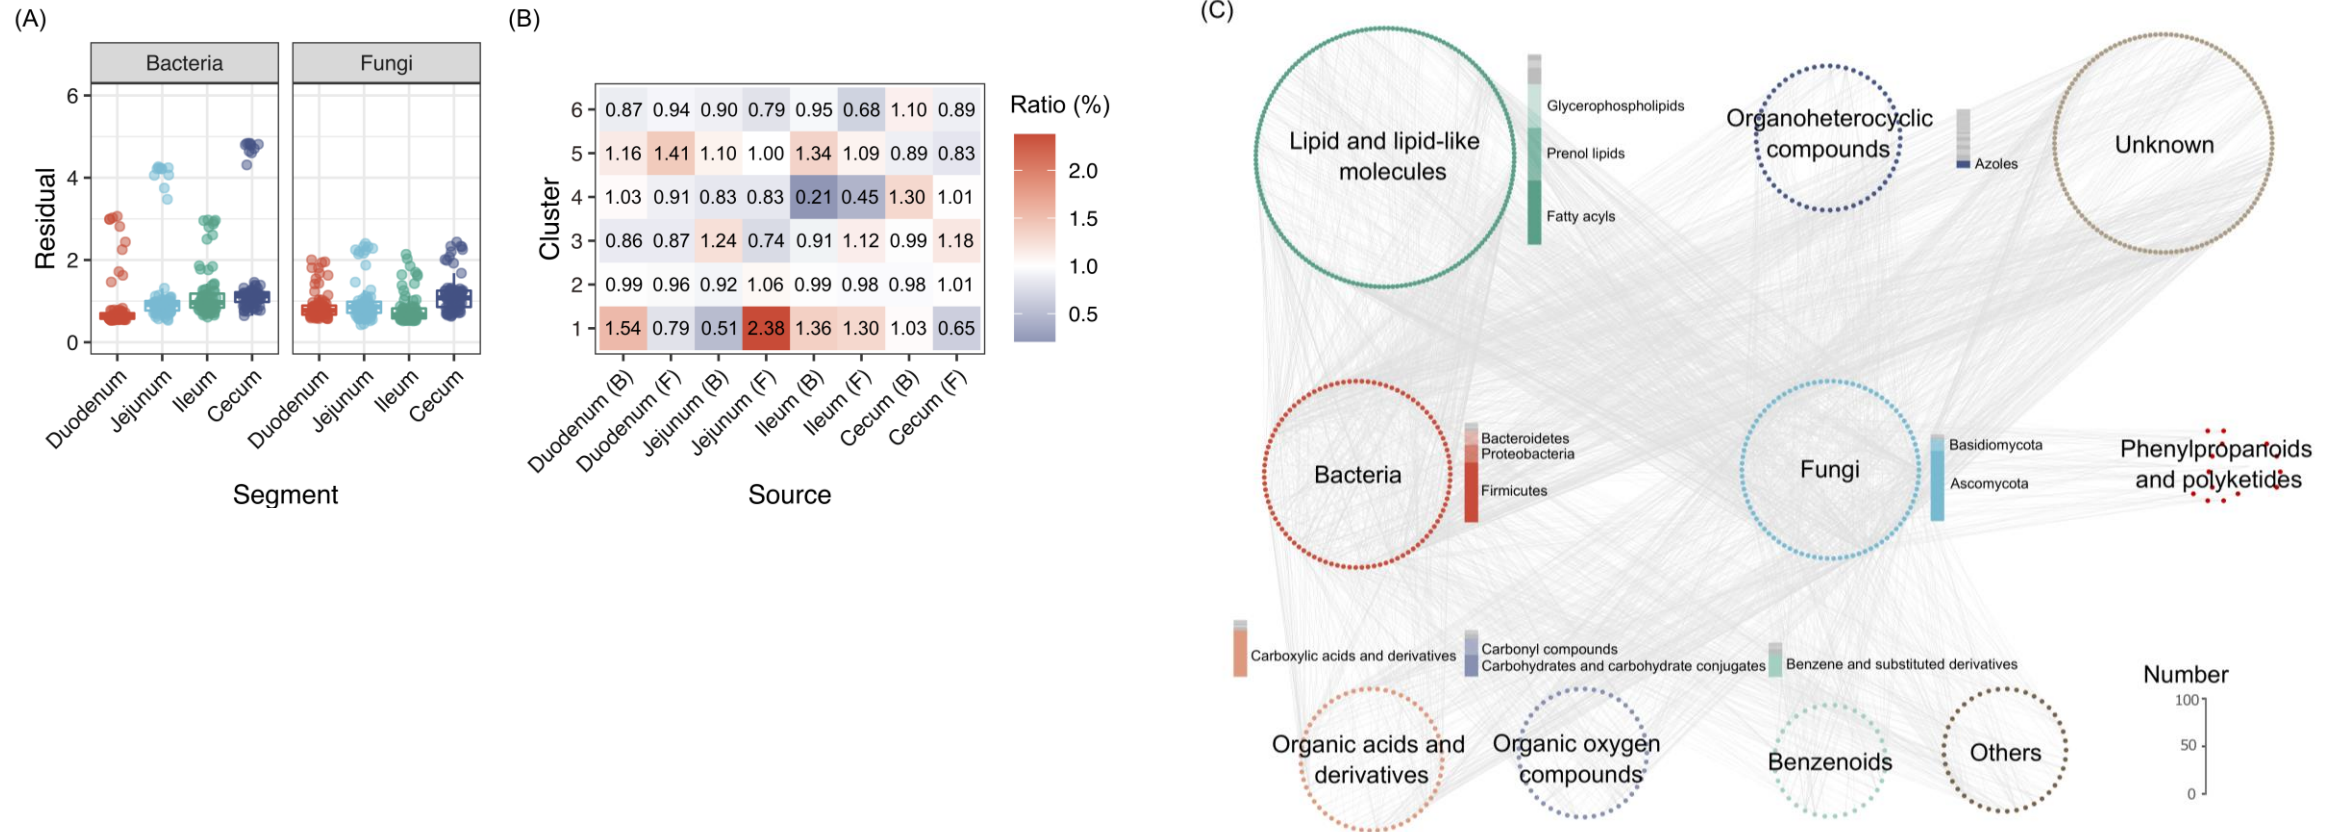 (A)
Bacteria
Fungi
Residual
6
4
2
0
Duodenum
Jejunum
Ileum
Cecum
Duodenum
Jejunum
Ileum
Cecum
Segment
(B)
Cluster
6 0.87 0.94 0.90 0.79 0.95 0.68 1.10 0.89
5 1.16 1.41 1.10 1.00 1.34 1.09 0.89 0.83
4 1.03 0.91 0.83 0.83 0.21 0.45 1.30 1.01
3 0.86 0.87 1.24 0.74 0.91 1.12 0.99 1.18
2 0.99 0.96 0.92 1.06 0.99 0.98 0.98 1.01
1 1.54 0.79 0.51 2.38 1.36 1.30 1.03 0.65
Duodenum (B)
Duodenum (F)
Jejunum (B)
Jejunum (F)
Ileum (B)
Ileum (F)
Cecum (B)
Cecum (F)
Source
Ratio (%)
2.0
1.5
1.0
0.5
(C)
Lipid and lipid-like
molecules
Glycerophospholipids
Prenol lipids
Fatty acyls
Organoheterocyclic
compounds
Azoles
Unknown
Bacteria
Bacteroidetes
Proteobacteria
Firmicutes
Fungi
Basidiomycota
Ascomycota
Phenylpropanoids
and polyketides
Carboxylic acids and derivatives
Carbonyl compounds
Carbohydrates and carbohydrate conjugates
Benzene and substituted derivatives
Organic acids and
derivatives
Organic oxygen
compounds
Benzenoids
Others
Number
100
50
0